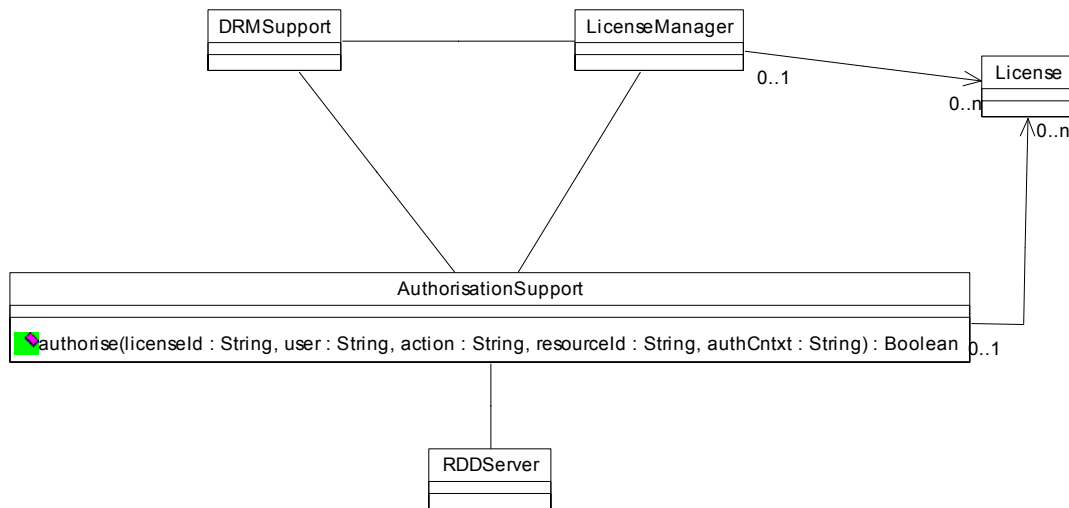 DRMSupport
LicenseManager
License
0..1
0..n
0..n
AuthorisationSupport
authorise(licenseId : String, user : String, action : String, resourceId : String, authCntxt : String) : Boolean
0..1
RDDServer